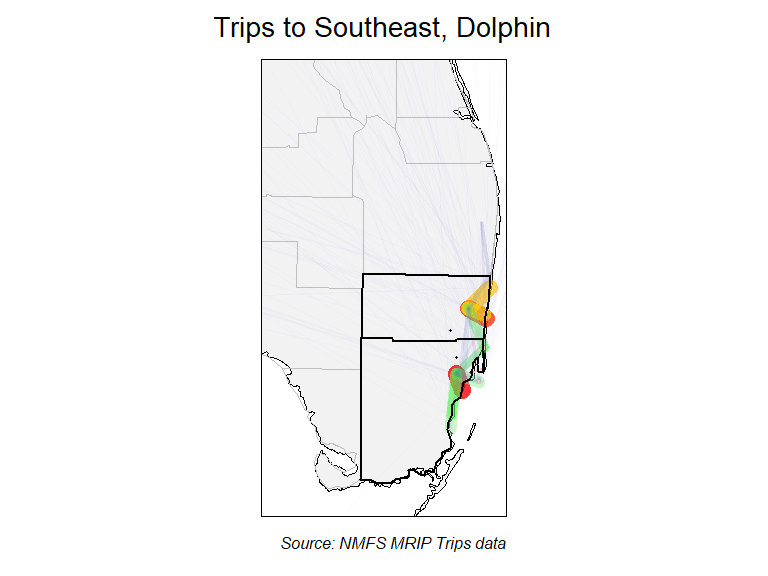 Trips to Southeast, Dolphin
Source: NMFS MRIP Trips data